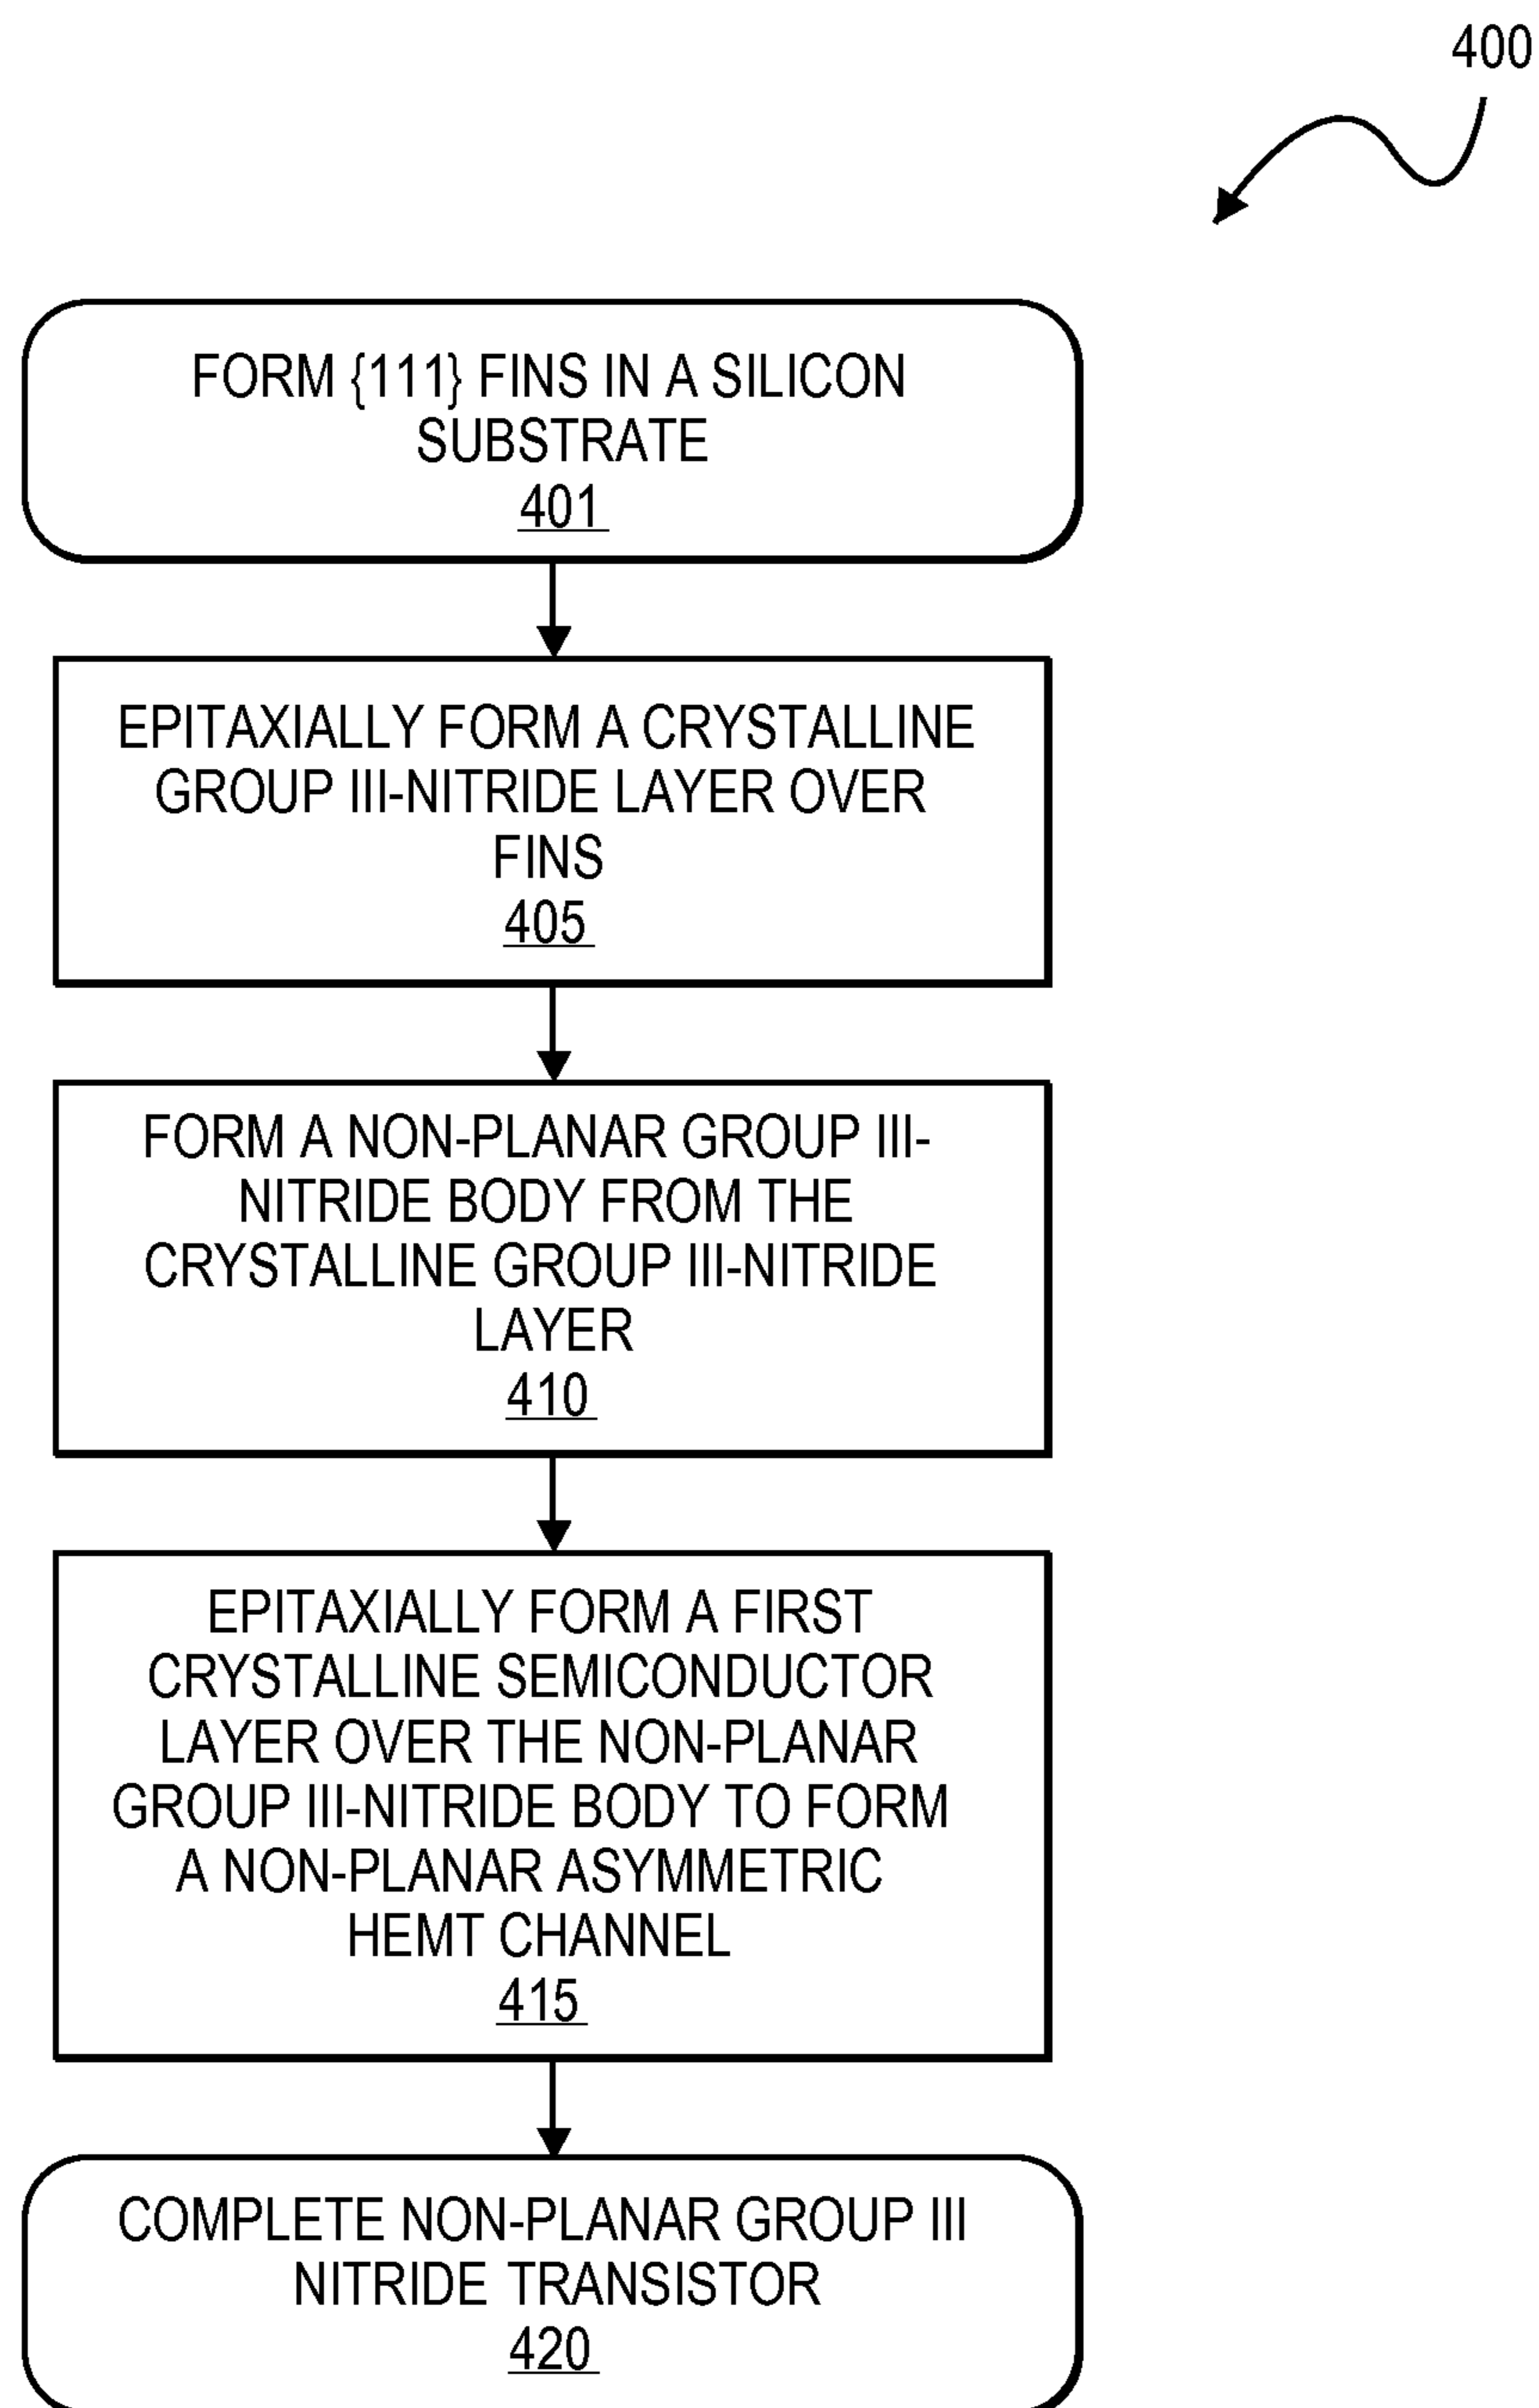 400
FORM {111} FINS IN A SILICON
SUBSTRATE
401
EPITAXIALLY FORM A CRYSTALLINE
GROUP III-NITRIDE LAYER OVER
FINS
405
FORM A NON-PLANAR GROUP III-
NITRIDE BODY FROM THE
CRYSTALLINE GROUP III-NITRIDE
LAYER
410
EPITAXIALLY FORM A FIRST
CRYSTALLINE SEMICONDUCTOR
LAYER OVER THE NON-PLANAR
GROUP III-NITRIDE BODY TO FORM
A NON-PLANAR ASYMMETRIC
HEMT CHANNEL
415
COMPLETE NON-PLANAR GROUP III
NITRIDE TRANSISTOR
420